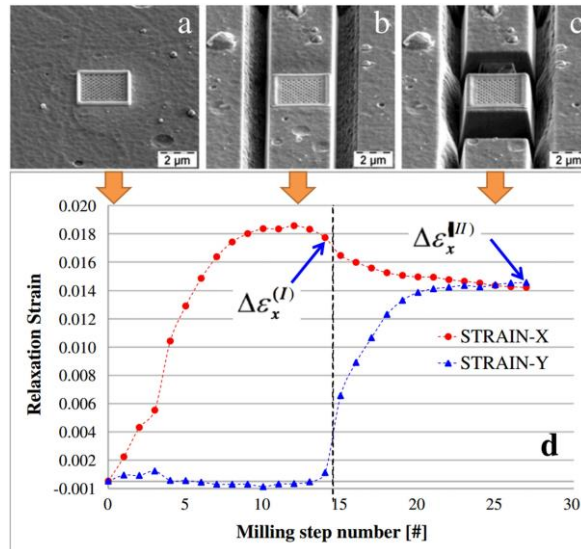 a
b
c
2 µm
2 µm
2 µm
0.020
0.018
0.016
0.014
0.012
0.010
0.008
0.006
0.004
0.002
-0.001
Relaxation Strain
Δε_x^(I)
Δε_x^(II)
STRAIN-X
STRAIN-Y
d
0
5
10
15
20
25
30
Milling step number [#]